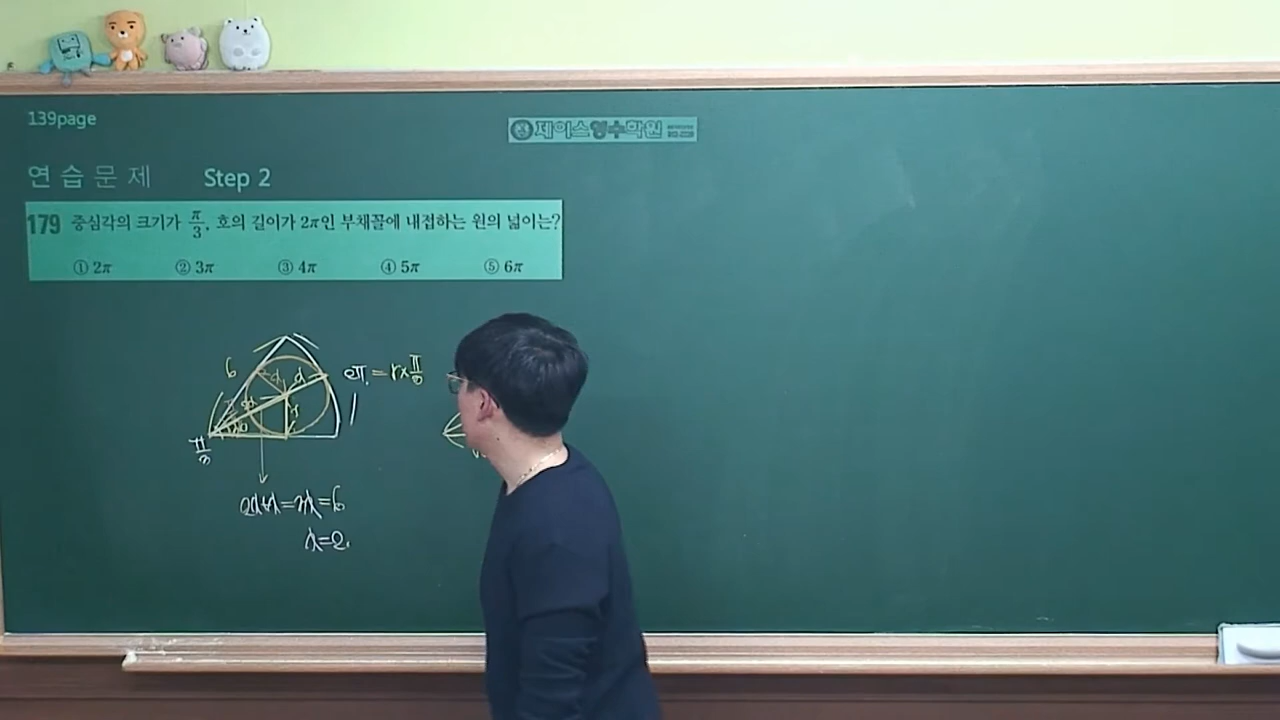 139page
제이스영수학원
연습문제 Step 2
179 중심각의 크기가 π/3, 호의 길이가 2π인 부채꼴에 내접하는 원의 넓이는?
① 2π ② 3π ③ 4π ④ 5π ⑤ 6π
6
2π = r × π/3
π/3
2x+x=3x=6
x=2.